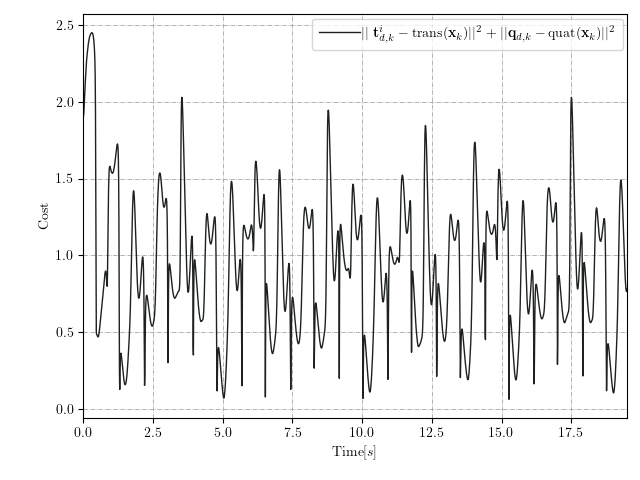 || t^i_{d,k} − trans(x_k)||^2 + ||q_{d,k} − quat(x_k)||^2
2.5
2.0
1.5
1.0
0.5
0.0
Cost
0.0 2.5 5.0 7.5 10.0 12.5 15.0 17.5
Time[s]